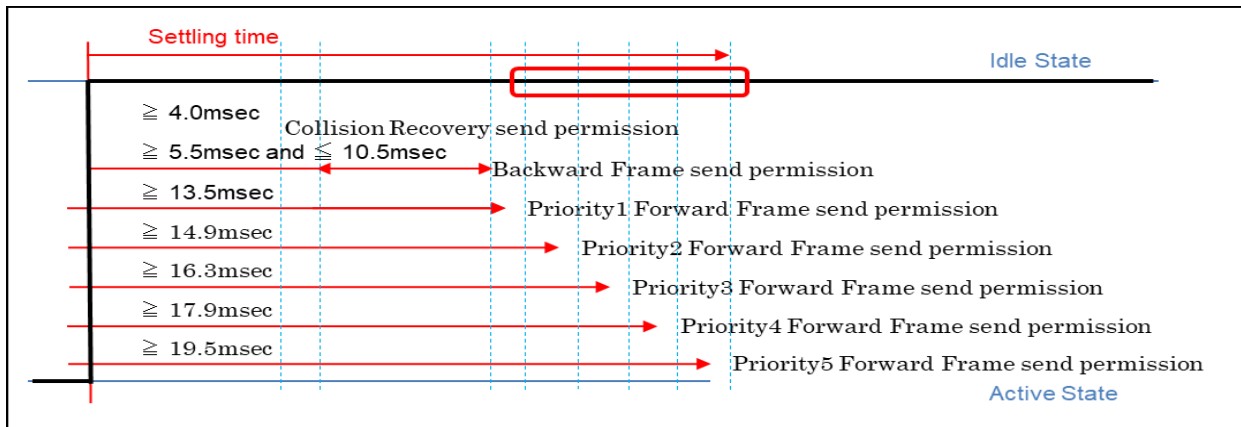 Settling time
Idle State
≧ 4.0msec
Collision Recovery send permission
≧ 5.5msec and ≦ 10.5msec
Backward Frame send permission
≧ 13.5msec
Priority1 Forward Frame send permission
≧ 14.9msec
Priority2 Forward Frame send permission
≧ 16.3msec
Priority3 Forward Frame send permission
≧ 17.9msec
Priority4 Forward Frame send permission
≧ 19.5msec
Priority5 Forward Frame send permission
Active State